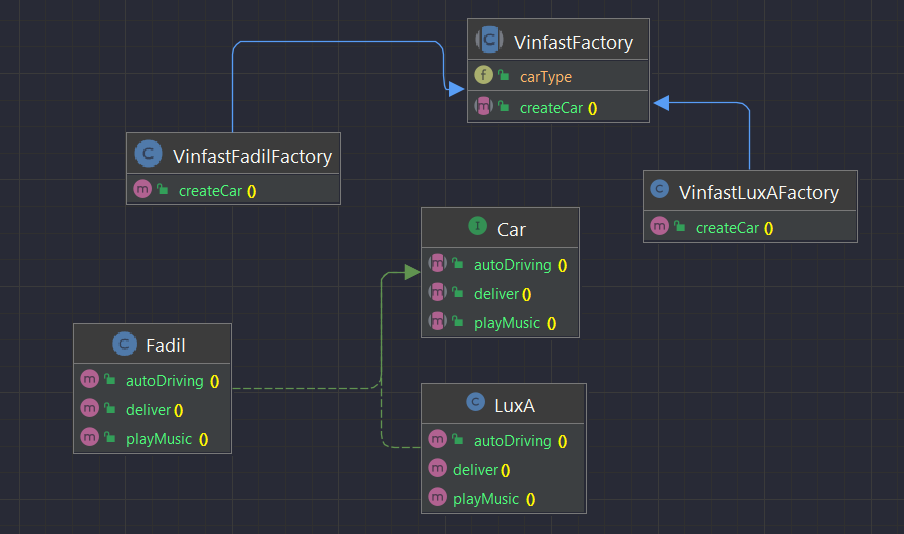 C VinfastFactory
f carType
m createCar ()
C VinfastFadilFactory
m createCar ()
C VinfastLuxAFactory
m createCar ()
I Car
m autoDriving ()
m deliver ()
m playMusic ()
C Fadil
m autoDriving ()
m deliver ()
m playMusic ()
C LuxA
m autoDriving ()
m deliver ()
m playMusic ()